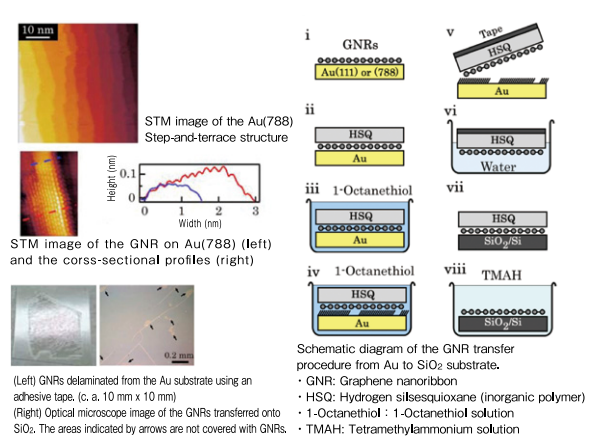 10 nm
STM image of the Au(788)
Step-and-terrace structure
Height (nm)
0.1
0
0 1 2 3
Width (nm)
STM image of the GNR on Au(788) (left)
and the corss-sectional profiles (right)
0.2 mm
(Left) GNRs delaminated from the Au substrate using an
adhesive tape. (c. a. 10 mm x 10 mm)
(Right) Optical microscope image of the GNRs transferred onto
SiO₂. The areas indicated by arrows are not covered with GNRs.
i
GNRs
Au(111) or (788)
ii
HSQ
Au
iii 1-Octanethiol
HSQ
Au
iv 1-Octanethiol
HSQ
Au
v
Tape
HSQ
Au
vi
HSQ
Water
vii
HSQ
SiO₂/Si
viii TMAH
SiO₂/Si
Schematic diagram of the GNR transfer
procedure from Au to SiO₂ substrate.
・GNR: Graphene nanoribbon
・HSQ: Hydrogen silsesquioxane (inorganic polymer)
・1-Octanethiol：1-Octanethiol solution
・TMAH: Tetramethylammonium solution